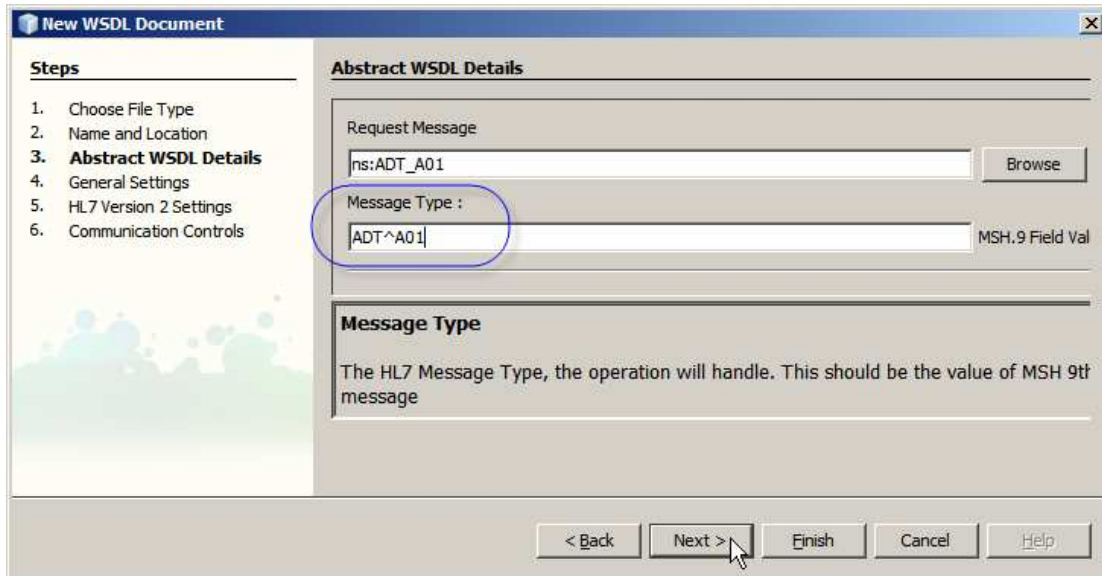 New WSDL Document
Steps
1. Choose File Type
2. Name and Location
3. Abstract WSDL Details
4. General Settings
5. HL7 Version 2 Settings
6. Communication Controls
Abstract WSDL Details
Request Message
ns:ADT_A01
Browse
Message Type :
ADT^A01
MSH.9 Field Val
Message Type
The HL7 Message Type, the operation will handle. This should be the value of MSH 9th
message
< Back
Next >
Finish
Cancel
Help